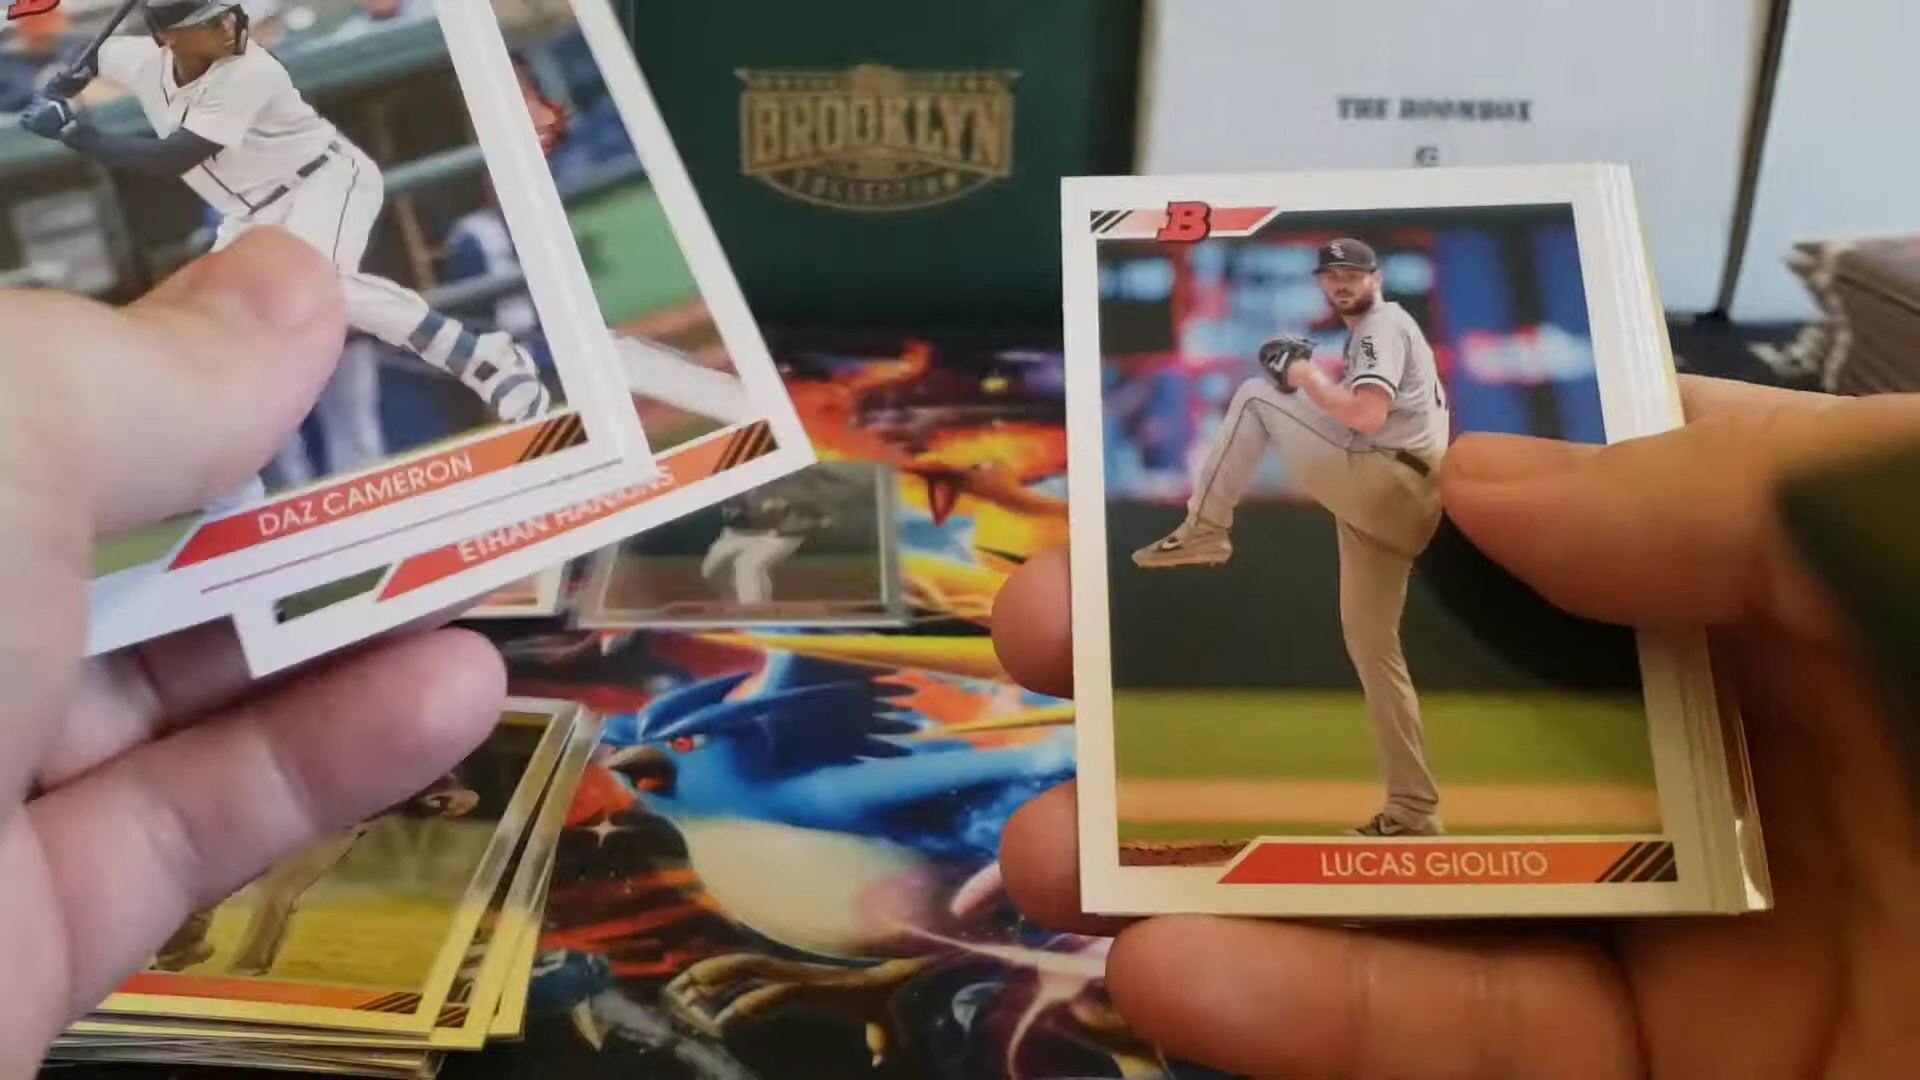 BROOKLYN
COLLECTION
THE BOOMBOX
B
LUCAS GIOLITO
DAZ CAMERON
ETHAN HANKINS